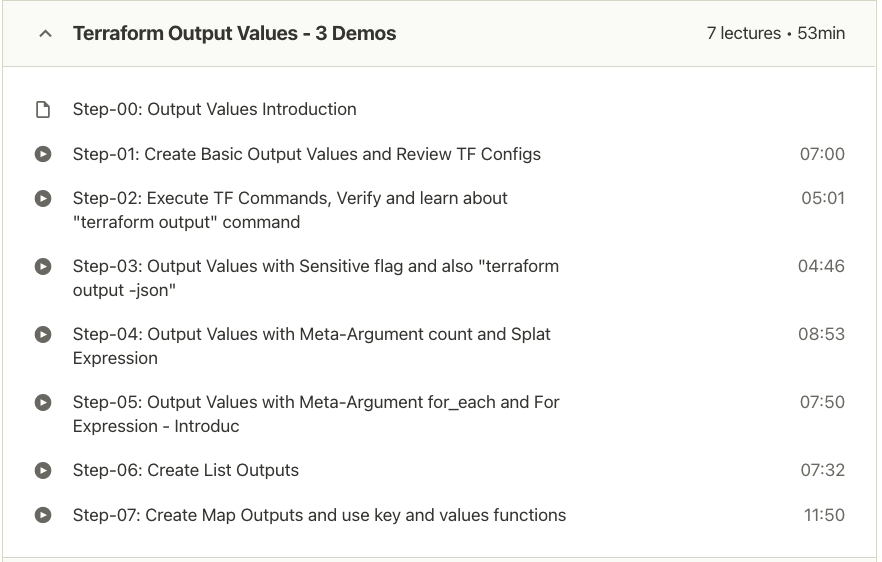 Terraform Output Values - 3 Demos
7 lectures • 53min
Step-00: Output Values Introduction
Step-01: Create Basic Output Values and Review TF Configs
07:00
Step-02: Execute TF Commands, Verify and learn about
"terraform output" command
05:01
Step-03: Output Values with Sensitive flag and also "terraform
output -json"
04:46
Step-04: Output Values with Meta-Argument count and Splat
Expression
08:53
Step-05: Output Values with Meta-Argument for_each and For
Expression - Introduc
07:50
Step-06: Create List Outputs
07:32
Step-07: Create Map Outputs and use key and values functions
11:50